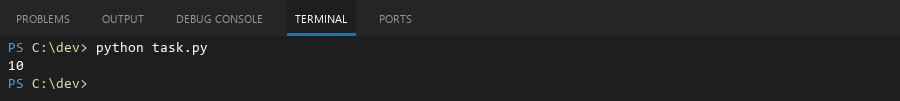 PROBLEMS OUTPUT DEBUG CONSOLE TERMINAL PORTS
PS C:\dev> python task.py
10
PS C:\dev>